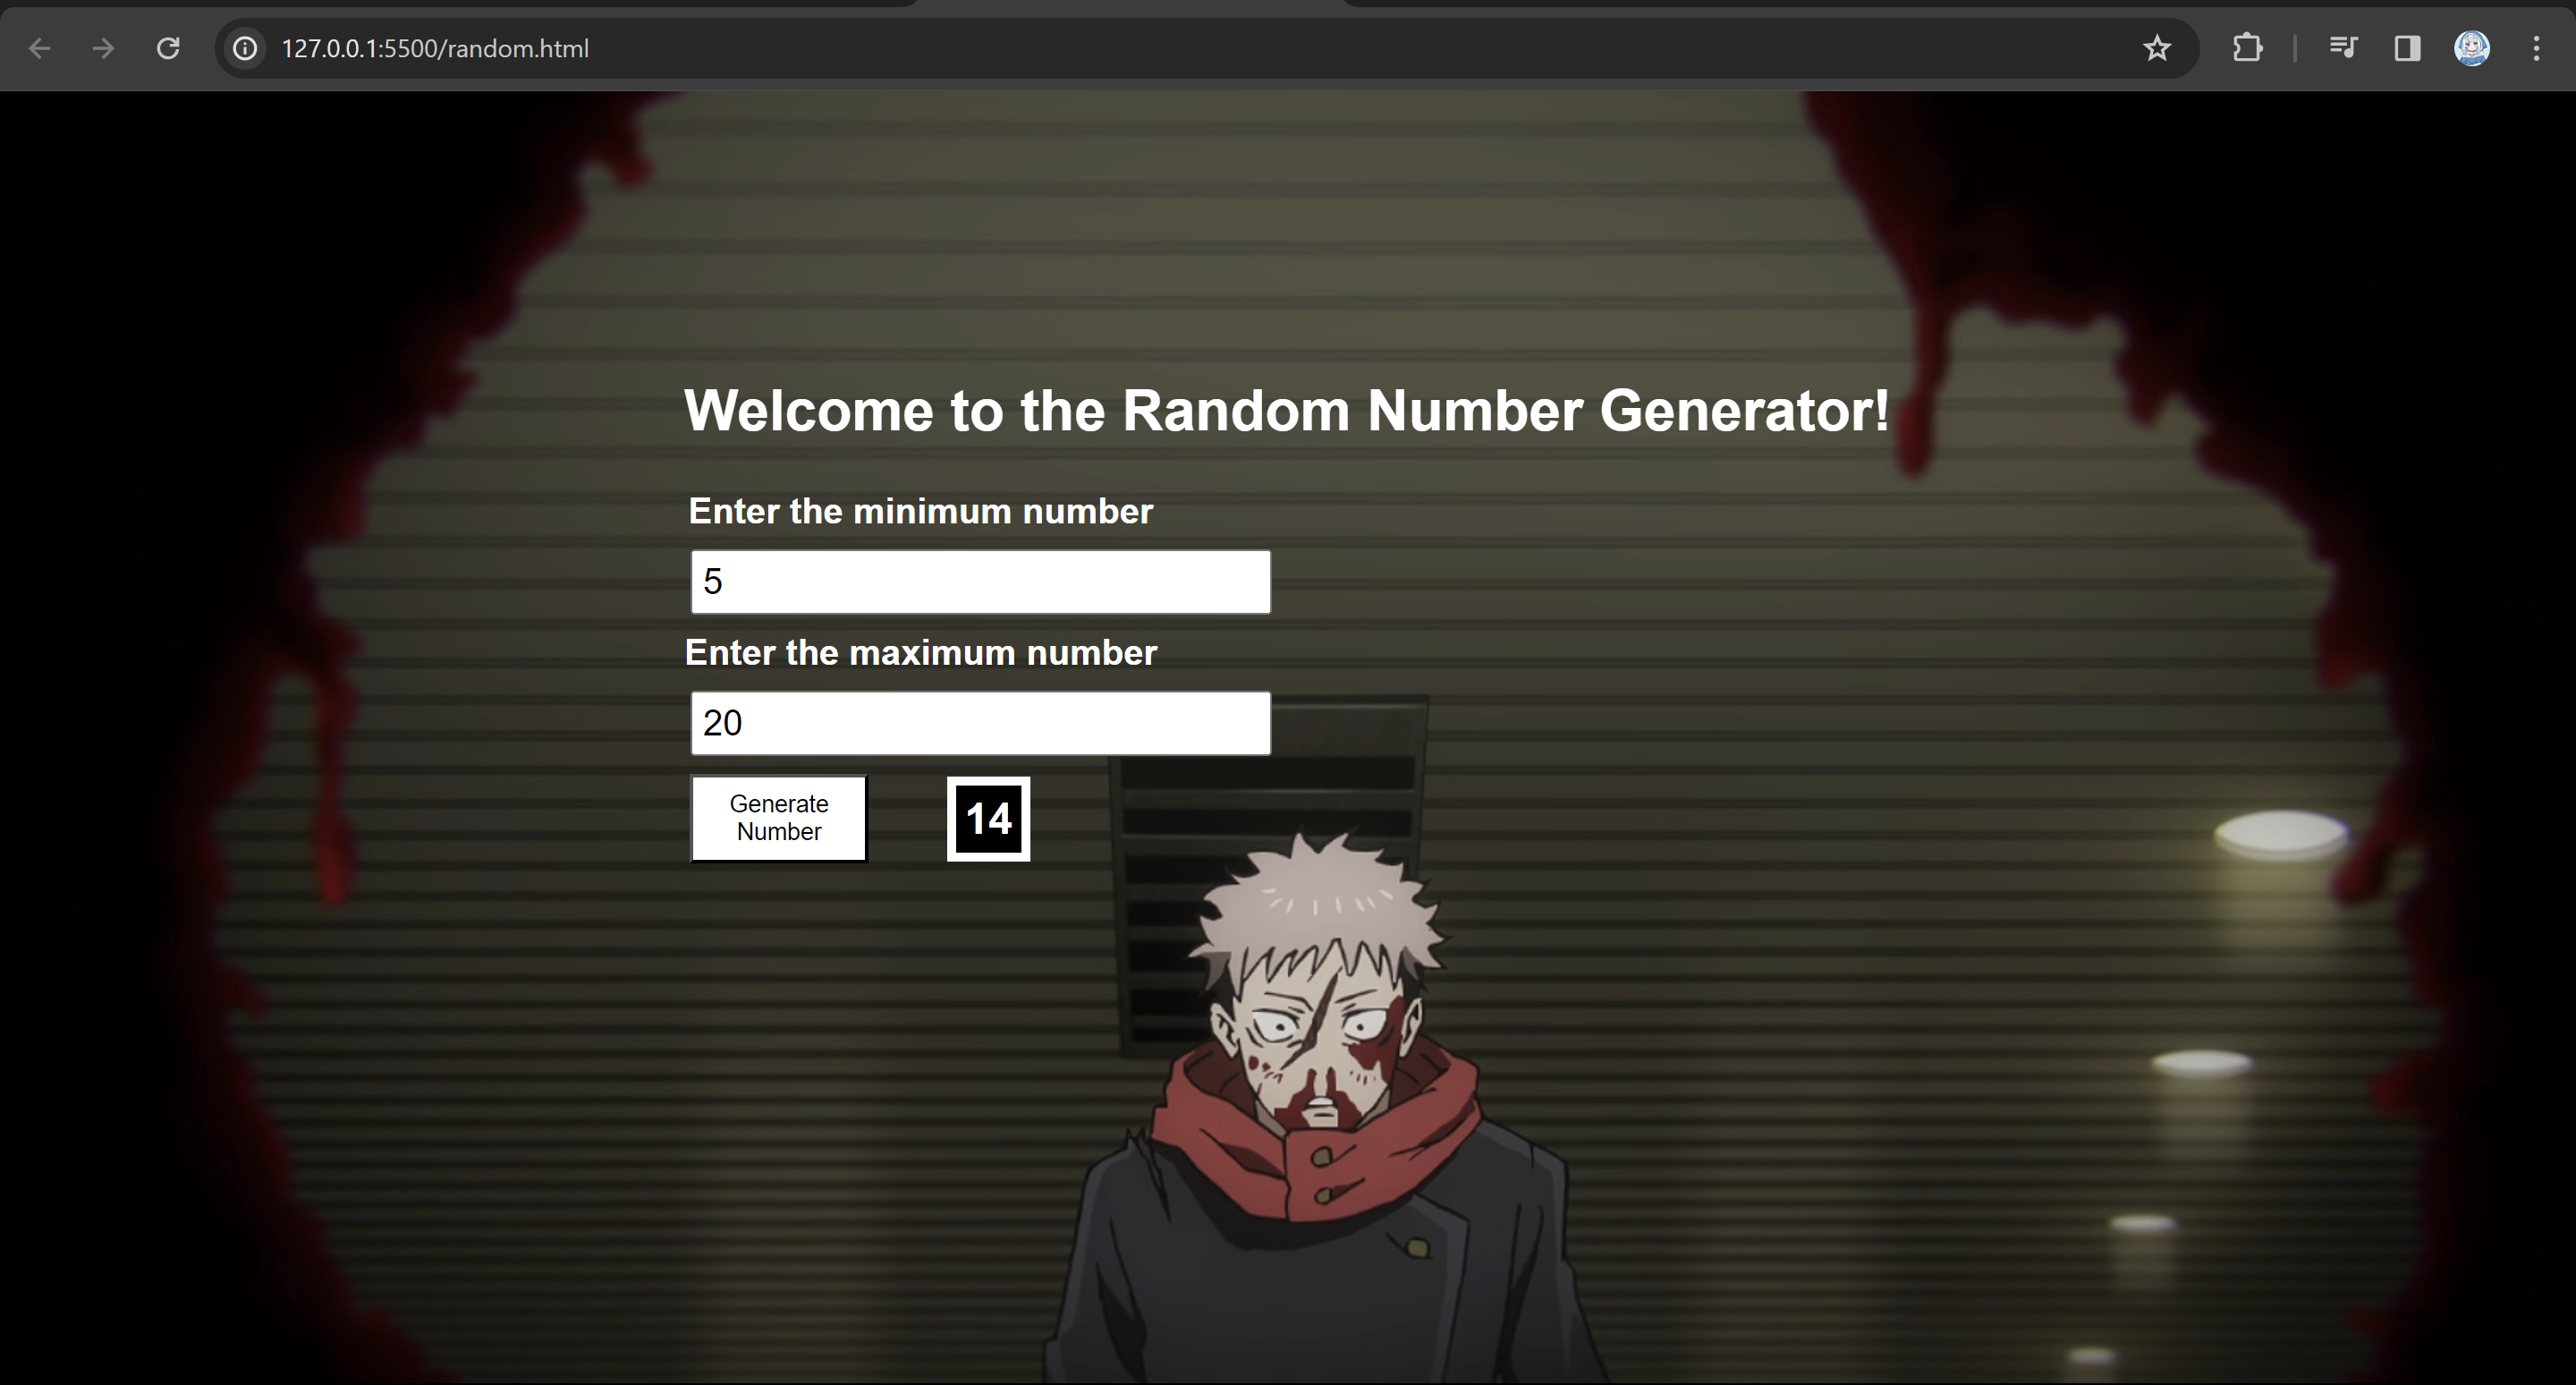 127.0.0.1:5500/random.html
Welcome to the Random Number Generator!
Enter the minimum number
5
Enter the maximum number
20
Generate
Number
14